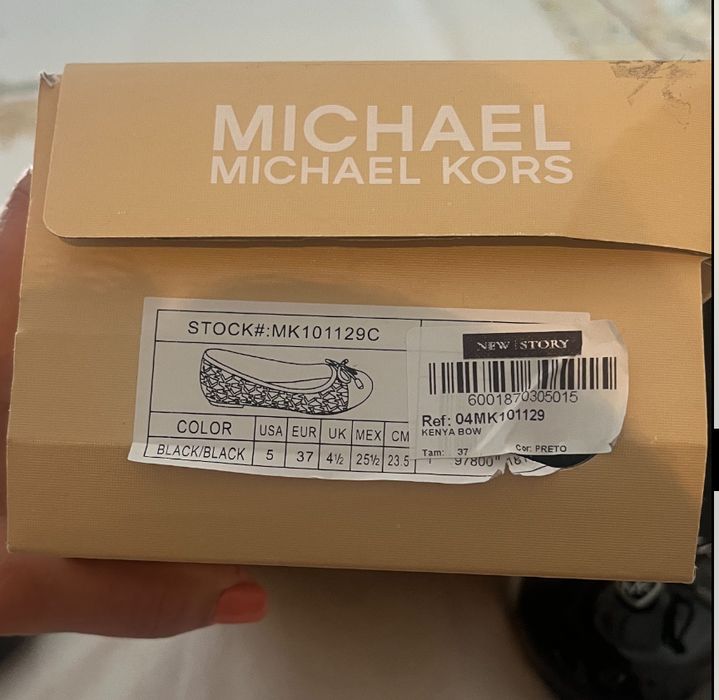 MICHAEL
MICHAEL KORS
STOCK#:MK101129C
COLOR USA EUR UK MEX CM
BLACK/BLACK 5 37 4½ 25½ 23.5
NEW STORY
6001870305015
Ref: 04MK101129
KENYA BOW
Tam: 37 Cor: PRETO
97800